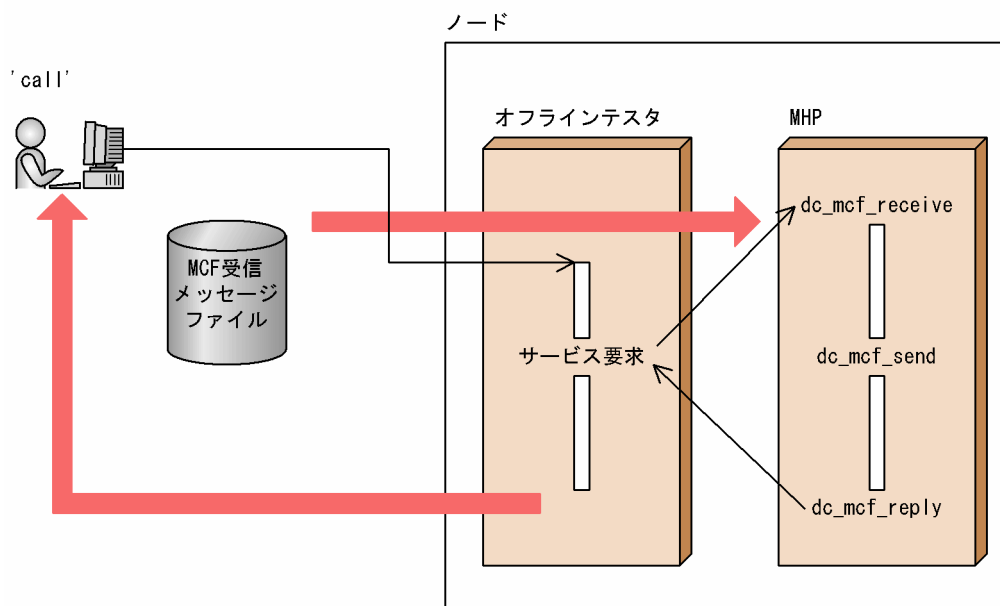 ノード
'call'
オフラインテスタ
MHP
dc_mcf_receive
MCF受信
メッセージ
ファイル
サービス要求
dc_mcf_send
dc_mcf_reply